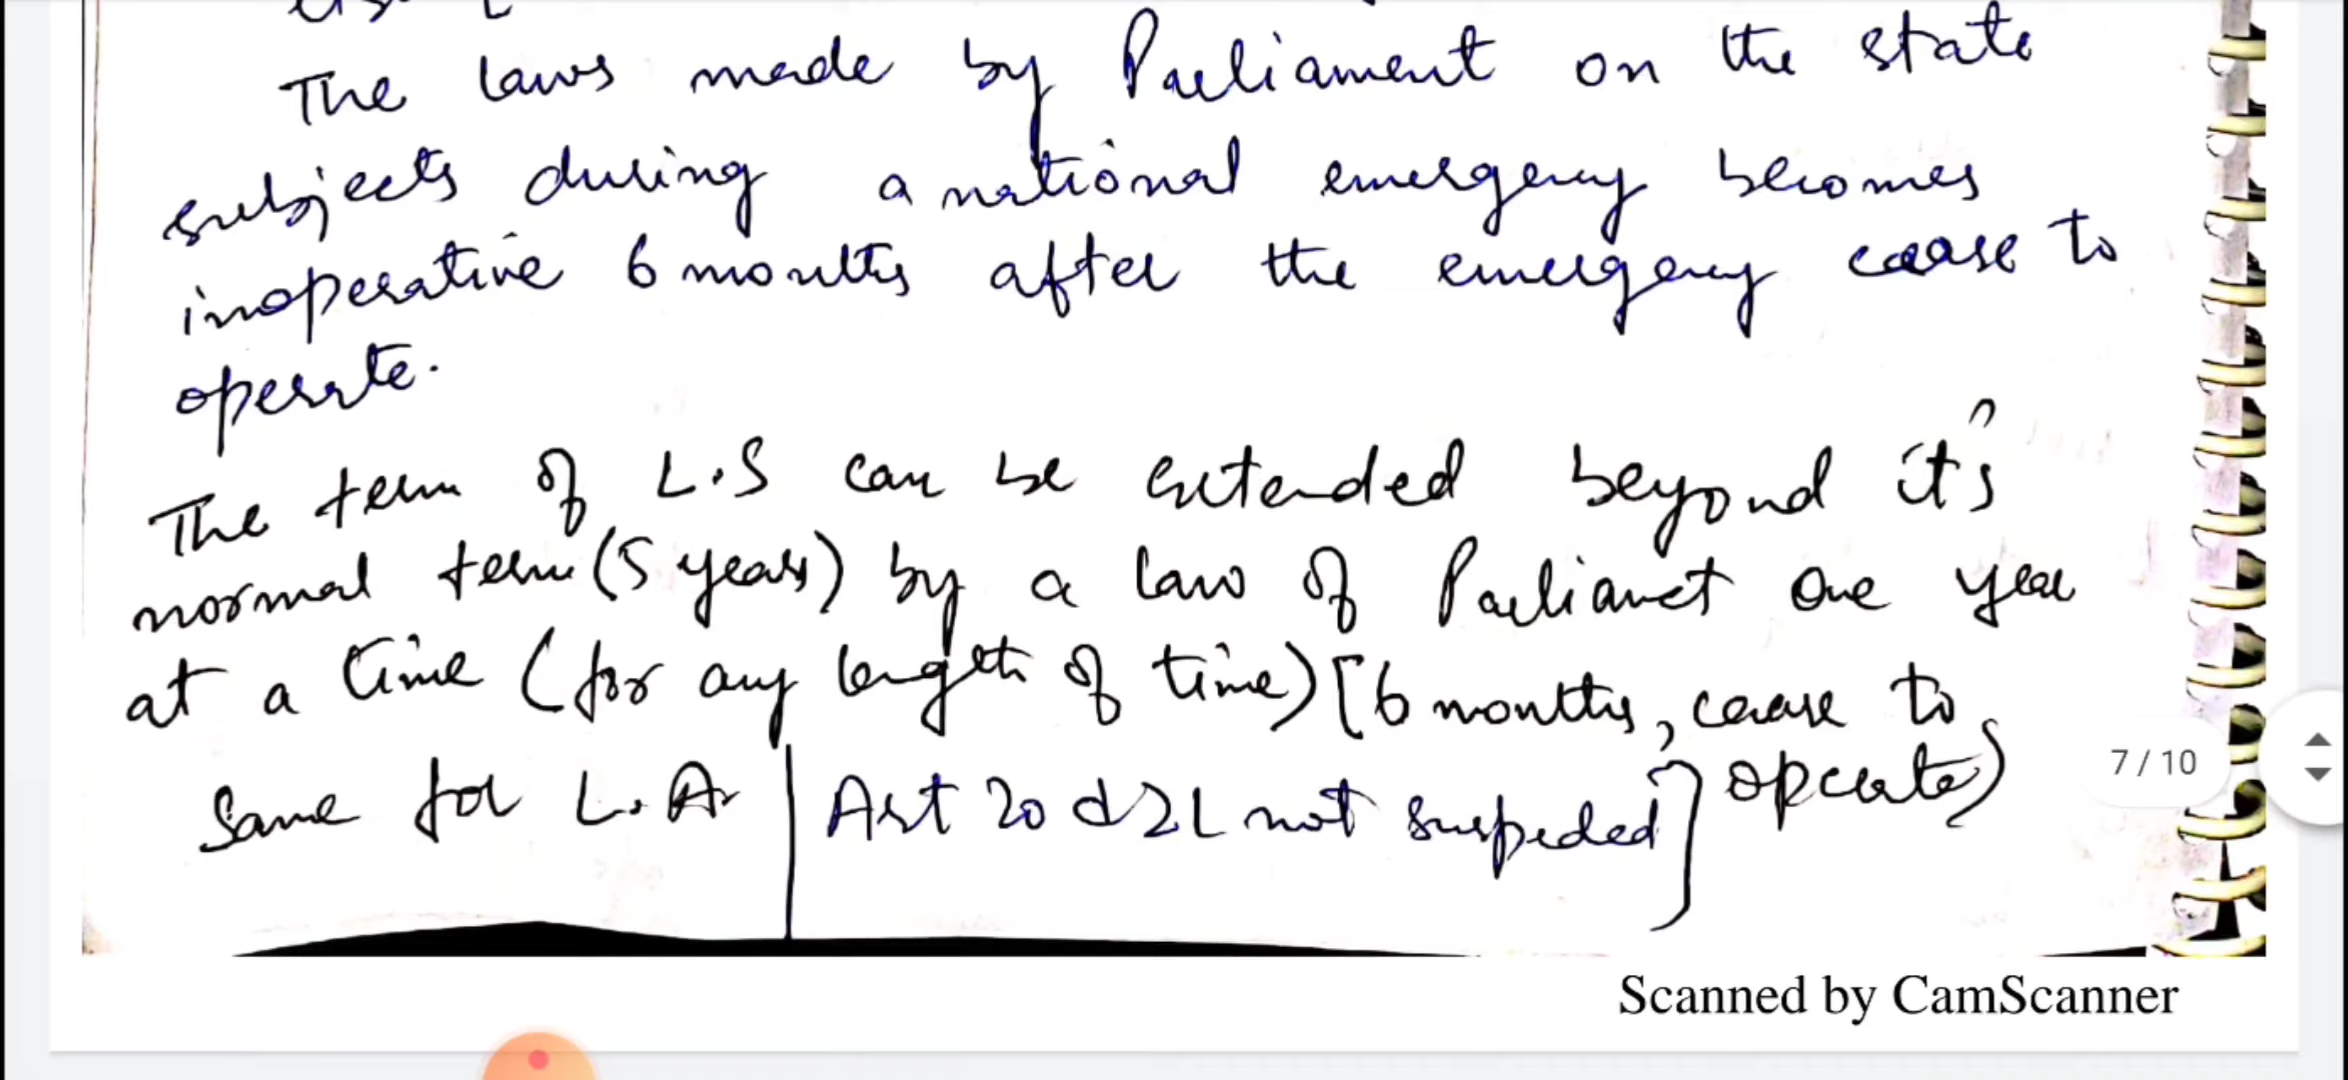 The laws made by Parliament on the state
subjects during a national emergency becomes
inoperative 6 months after the emergency cease to
operate.
The term of L.S can be extended beyond it's
normal term (5 years) by a law of Parliamet one year
at a time (for any length of time) [6 months, cease to
operate)
Same for L.A | Art 20 d 21 not suspeded]
7 / 10
Scanned by CamScanner